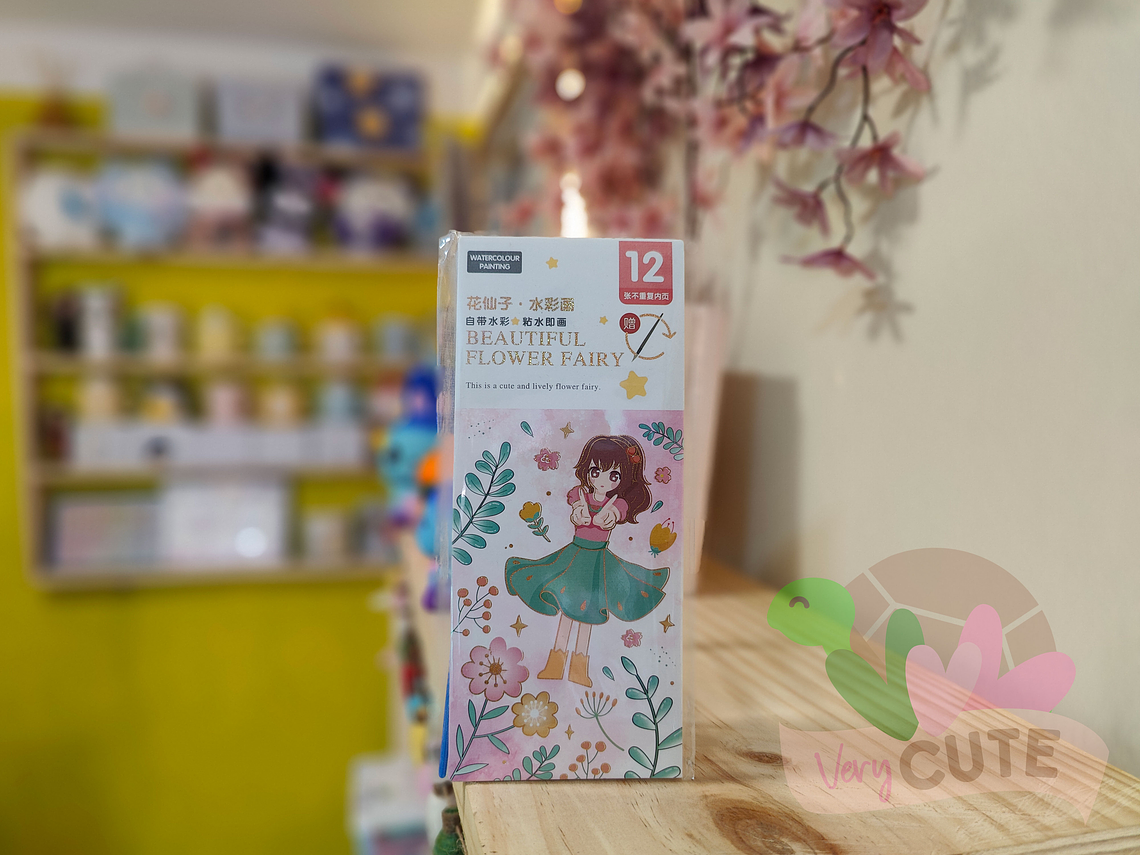 WATERCOLOUR
PAINTING
12
张不重复内页
花仙子·水彩画
自带水彩★粘水即画
赠
BEAUTIFUL
FLOWER FAIRY
This is a cute and lively flower fairy.
Very CUTE